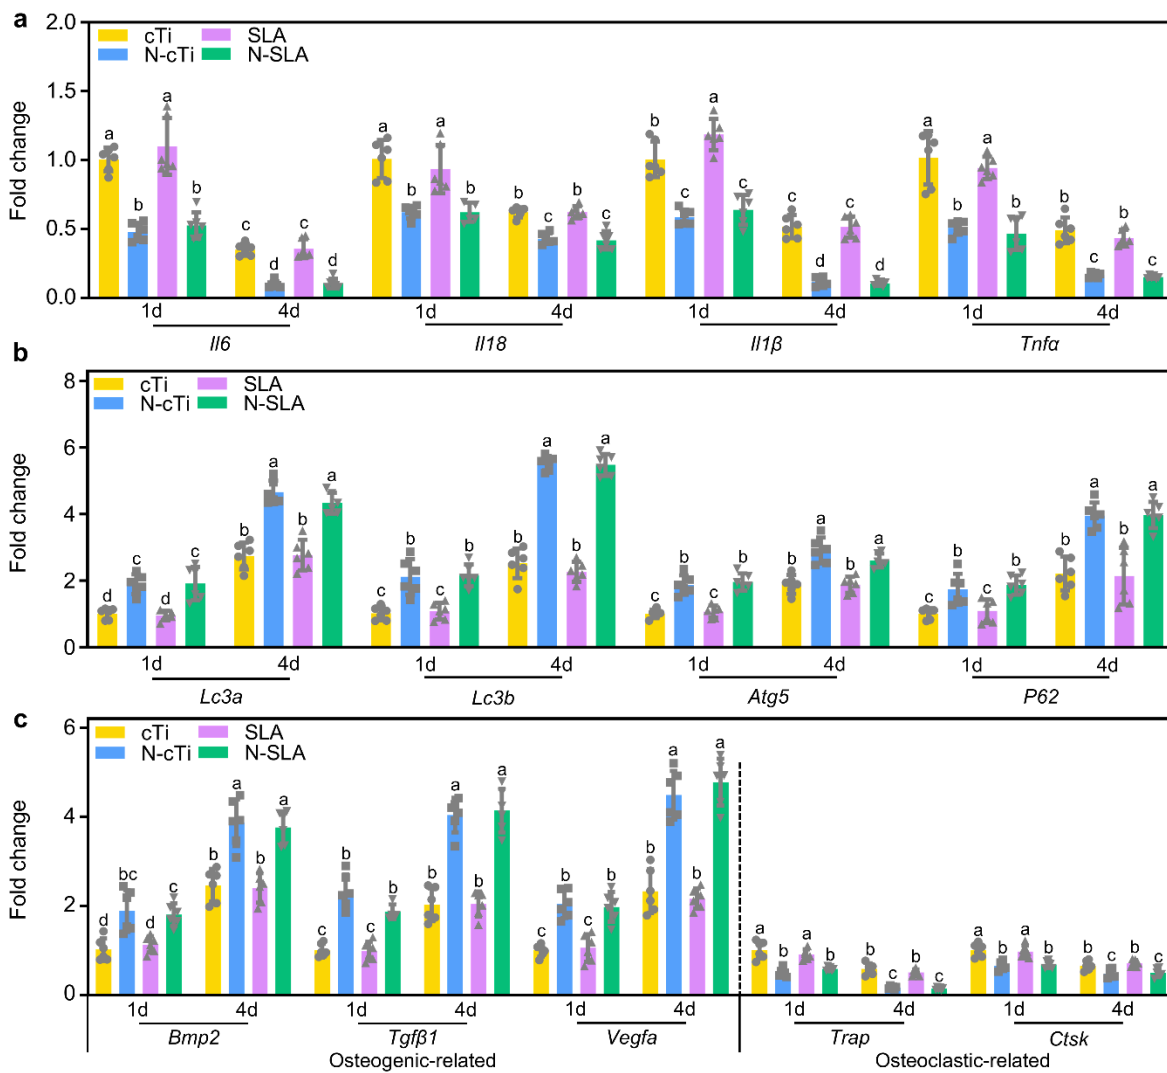 a
Fold change
2.0
1.5
1.0
0.5
0.0
cTi SLA
N-cTi N-SLA
a b a b c d c d a b a b b c b c b c a c c d c d a b a b b c b c
1d 4d 1d 4d 1d 4d 1d 4d
Il6 Il18 Il1β Tnfα
b
Fold change
8
6
4
2
0
cTi SLA
N-cTi N-SLA
d c d c b a b a c b c b b a b a c b c b b a b a c b c b b a b a
1d 4d 1d 4d 1d 4d 1d 4d
Lc3a Lc3b Atg5 P62
c
Fold change
6
4
2
0
cTi SLA
N-cTi N-SLA
d bc d c b a b a c b c b b a b a c b c b b a b a a b a b b c b c a b a b b c b c
1d 4d 1d 4d 1d 4d 1d 4d 1d 4d
Bmp2 Tgfβ1 Vegfa Trap Ctsk
Osteogenic-related Osteoclastic-related